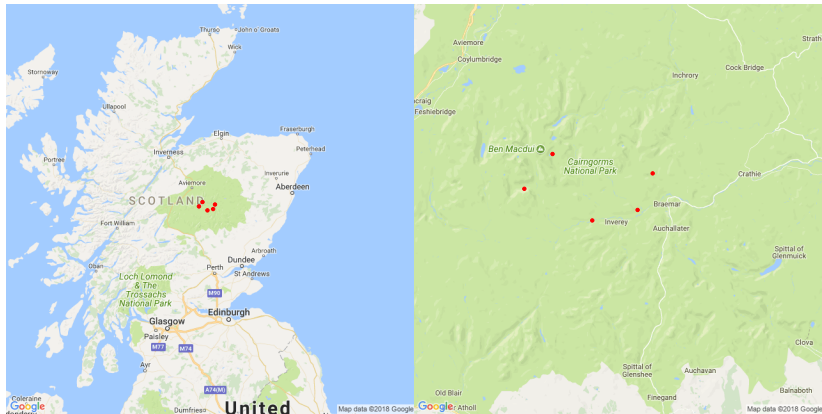 Thurso
John o' Groats
Wick
Stornoway
Ullapool
Elgin
Fraserburgh
Inverness
Peterhead
Portree
Inverurie
Aviemore
Aberdeen
SCOTLAND
Fort William
Arbroath
Oban
Dundee
Perth
St Andrews
Loch Lomond
& The
Trossachs
National Park
M90
Edinburgh
Glasgow
Paisley
M77
M74
Ayr
A74(M)
Coleraine
Dumfries
United
Google
Map data ©2018 Google
Aviemore
Coylumbridge
Cock Bridge
Inchrory
Feshiebridge
Ben Macdui
Cairngorms
National Park
Crathie
Braemar
Inverey
Auchallater
Spittal of
Glenmuick
Clova
Spittal of
Glenshee
Auchavan
Old Blair
Finegand
Balnaboth
Atholl
Google
Map data ©2018 Google